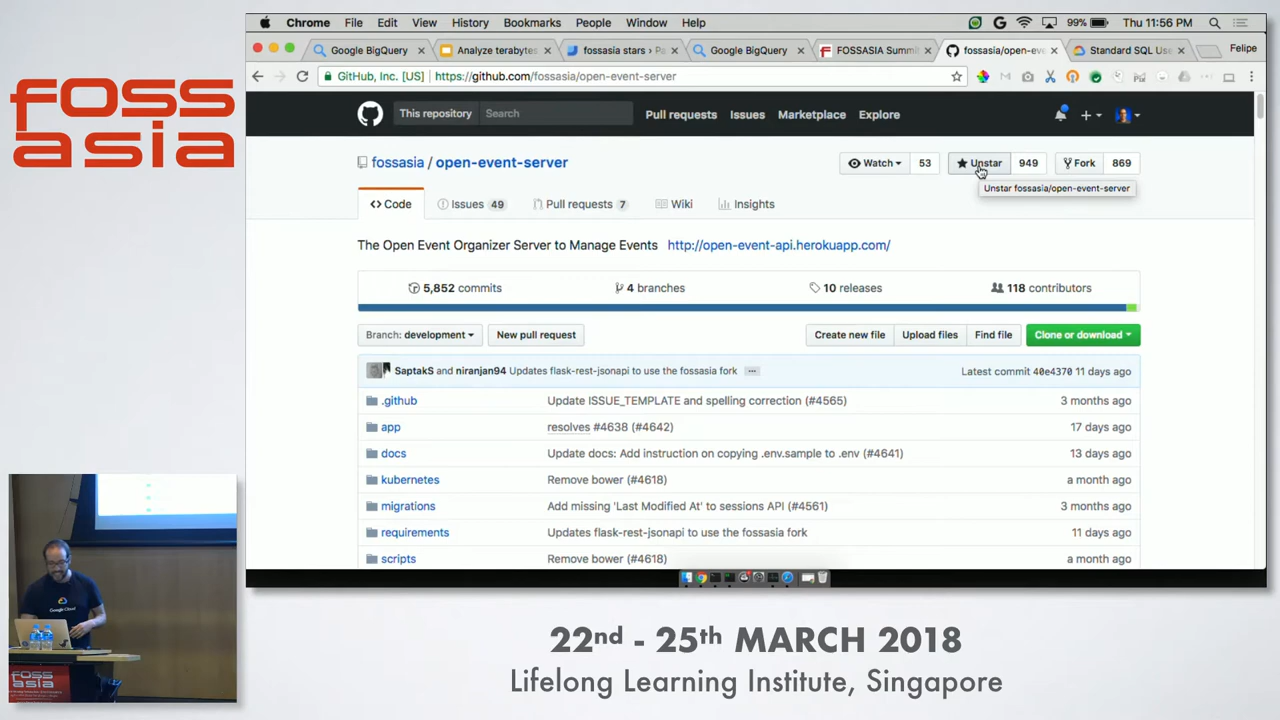 foss
asia
Chrome File Edit View History Bookmarks People Window Help
99% Thu 11:56 PM
Google BigQuery
Analyze terabytes
fossasia stars › Pa
Google BigQuery
FOSSASIA Summit
fossasia/open-eve
Standard SQL Use
Felipe
GitHub, Inc. [US] https://github.com/fossasia/open-event-server
This repository Search Pull requests Issues Marketplace Explore
fossasia / open-event-server
Watch 53 Unstar 949 Fork 869
Unstar fossasia/open-event-server
Code Issues 49 Pull requests 7 Wiki Insights
The Open Event Organizer Server to Manage Events http://open-event-api.herokuapp.com/
5,852 commits 4 branches 10 releases 118 contributors
Branch: development New pull request Create new file Upload files Find file Clone or download
SaptakS and niranjan94 Updates flask-rest-jsonapi to use the fossasia fork ... Latest commit 40e4370 11 days ago
.github Update ISSUE_TEMPLATE and spelling correction (#4565) 3 months ago
app resolves #4638 (#4642) 17 days ago
docs Update docs: Add instruction on copying .env.sample to .env (#4641) 13 days ago
kubernetes Remove bower (#4618) a month ago
migrations Add missing 'Last Modified At' to sessions API (#4561) 3 months ago
requirements Updates flask-rest-jsonapi to use the fossasia fork 11 days ago
scripts Remove bower (#4618) a month ago
Google Cloud
foss
asia
22nd - 25th MARCH 2018
Lifelong Learning Institute, Singapore